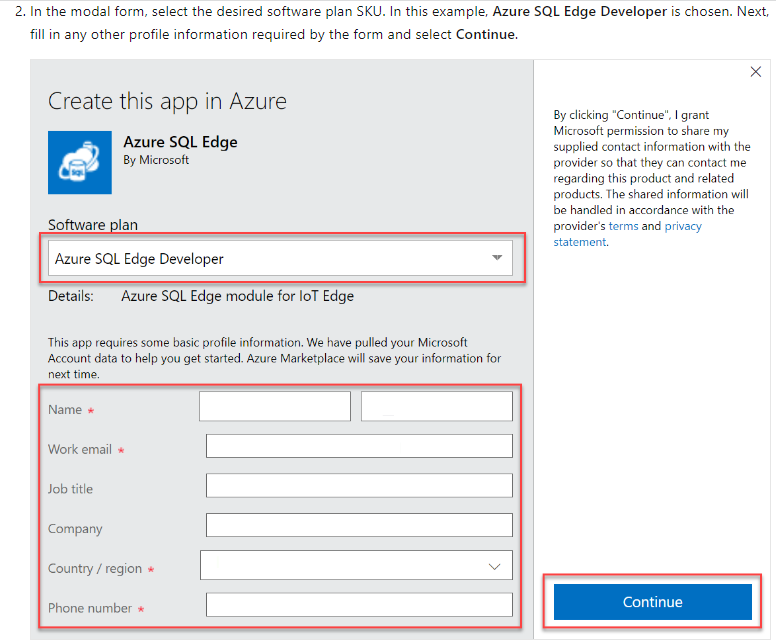 2. In the modal form, select the desired software plan SKU. In this example, Azure SQL Edge Developer is chosen. Next,
fill in any other profile information required by the form and select Continue.
Create this app in Azure
Azure SQL Edge
By Microsoft
SQL
Software plan
Azure SQL Edge Developer
Details: Azure SQL Edge module for IoT Edge
This app requires some basic profile information. We have pulled your Microsoft
Account data to help you get started. Azure Marketplace will save your information for
next time.
Name *
Work email *
Job title
Company
Country / region *
Phone number *
By clicking "Continue", I grant
Microsoft permission to share my
supplied contact information with the
provider so that they can contact me
regarding this product and related
products. The shared information will
be handled in accordance with the
provider's terms and privacy
statement.
Continue